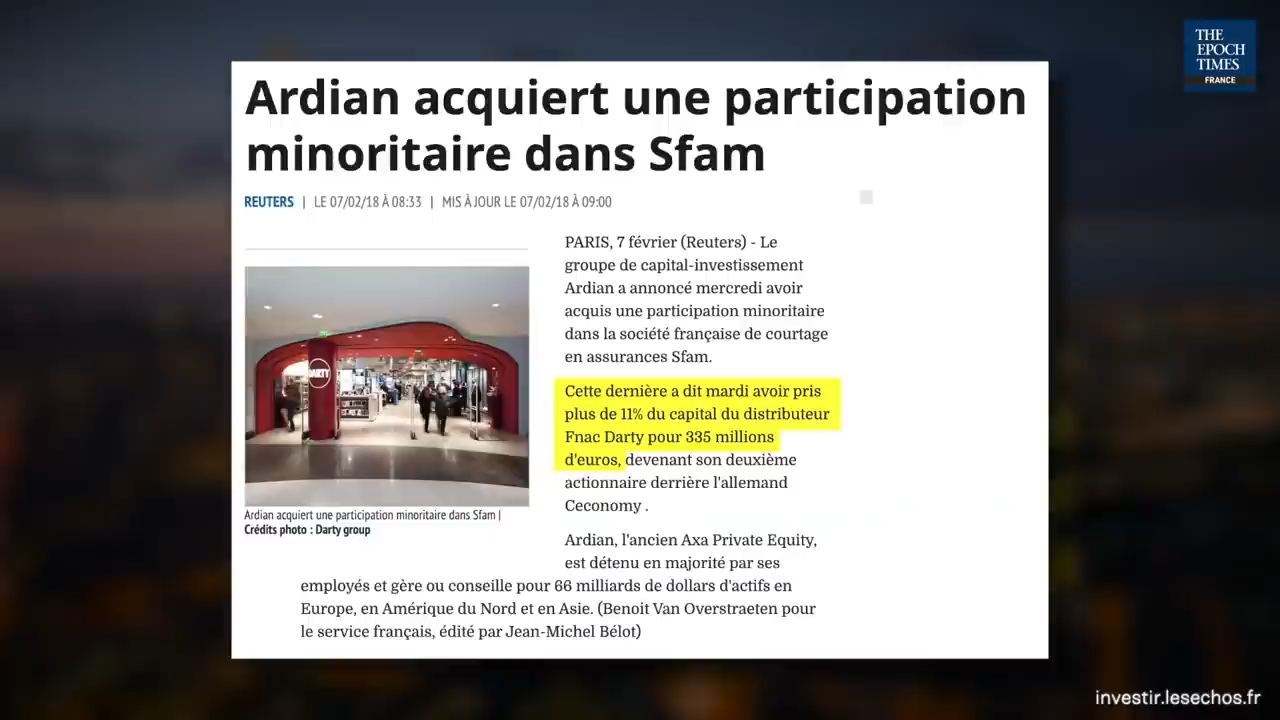 THE
EPOCH
TIMES
FRANCE
Ardian acquiert une participation
minoritaire dans Sfam
REUTERS | LE 07/02/18 À 08:33 | MIS À JOUR LE 07/02/18 À 09:00
DARTY
Ardian acquiert une participation minoritaire dans Sfam |
Crédits photo : Darty group
PARIS, 7 février (Reuters) - Le
groupe de capital-investissement
Ardian a annoncé mercredi avoir
acquis une participation minoritaire
dans la société française de courtage
en assurances Sfam.
Cette dernière a dit mardi avoir pris
plus de 11% du capital du distributeur
Fnac Darty pour 335 millions
d'euros, devenant son deuxième
actionnaire derrière l'allemand
Ceconomy .
Ardian, l'ancien Axa Private Equity,
est détenu en majorité par ses
employés et gère ou conseille pour 66 milliards de dollars d'actifs en
Europe, en Amérique du Nord et en Asie. (Benoit Van Overstraeten pour
le service français, édité par Jean-Michel Bélot)
investir.lesechos.fr